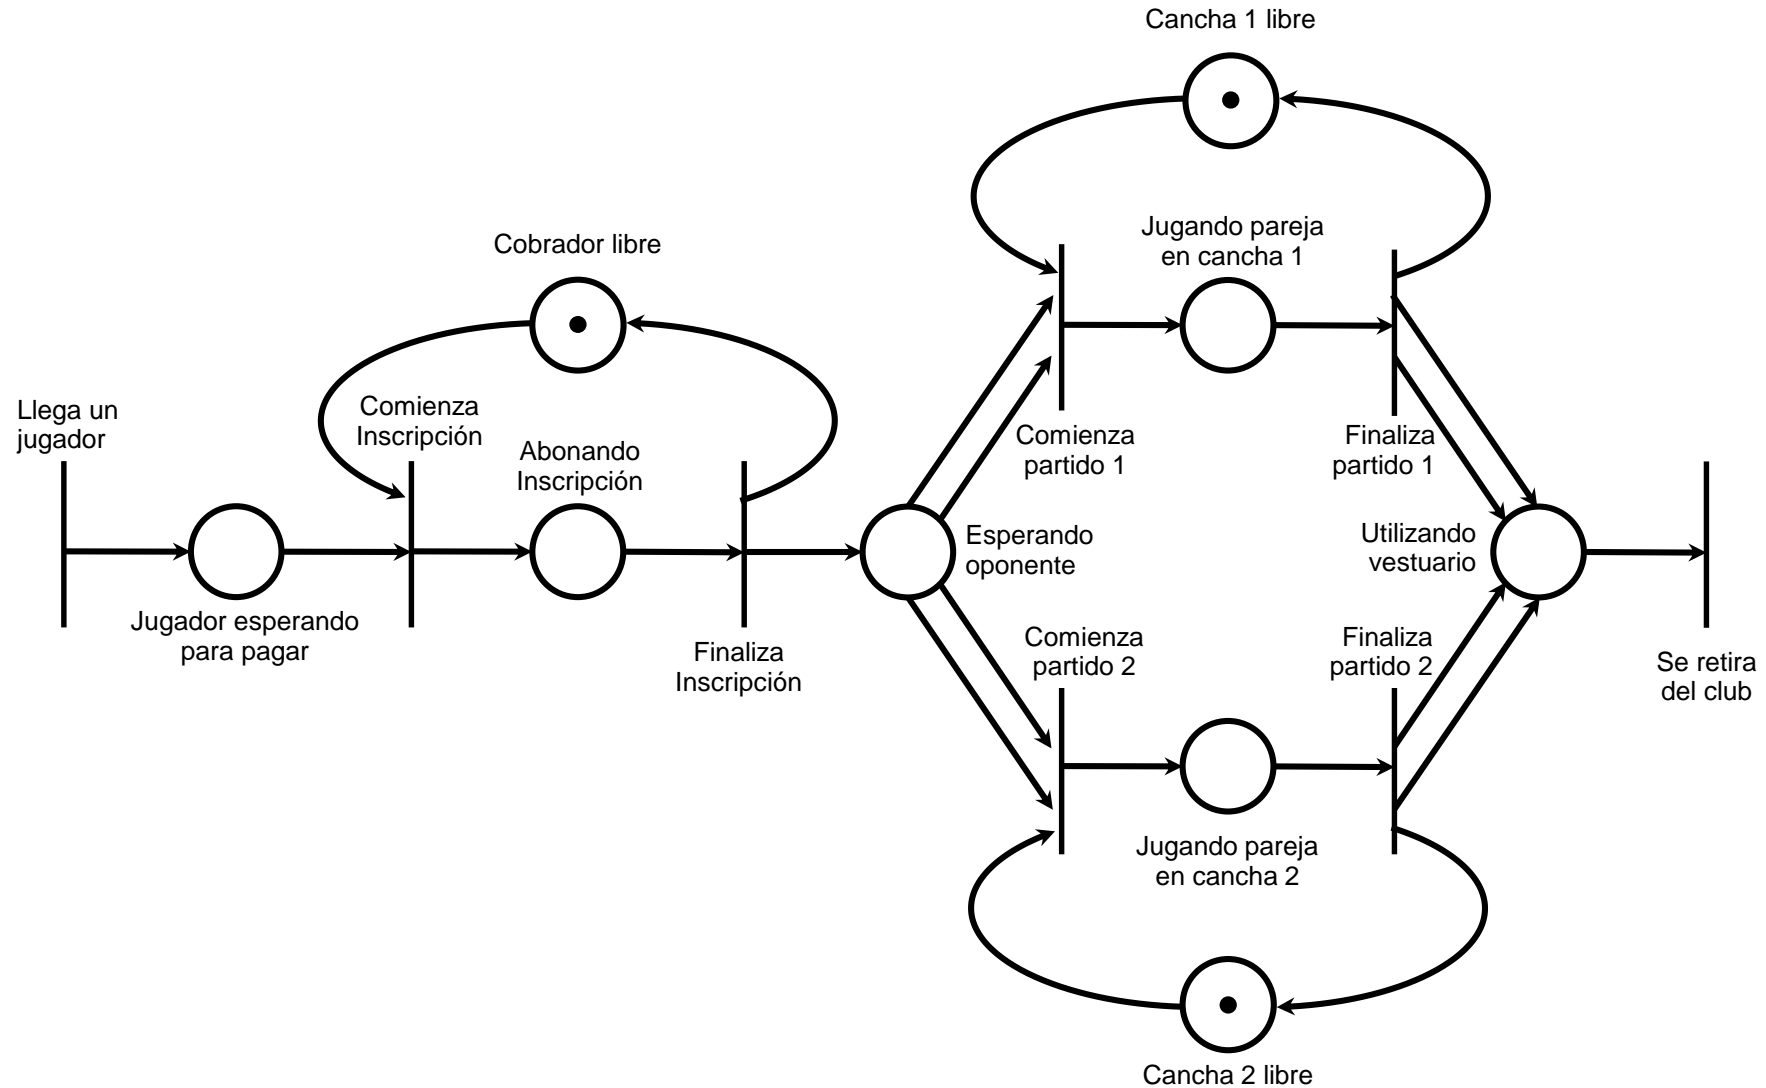 Cancha 1 libre
Jugando pareja
en cancha 1
Cobrador libre
Llega un
jugador
Comienza
Inscripción
Abonando
Inscripción
Comienza
partido 1
Finaliza
partido 1
Esperando
oponente
Utilizando
vestuario
Jugador esperando
para pagar
Finaliza
Inscripción
Comienza
partido 2
Finaliza
partido 2
Se retira
del club
Jugando pareja
en cancha 2
Cancha 2 libre